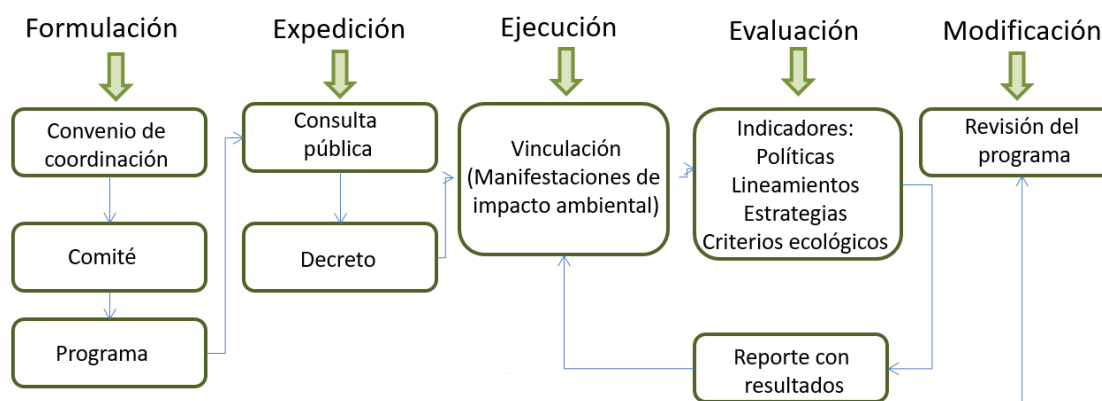 Formulación
Expedición
Ejecución
Evaluación
Modificación
Convenio de
coordinación
Comité
Programa
Consulta
pública
Decreto
Vinculación
(Manifestaciones de
impacto ambiental)
Indicadores:
Políticas
Lineamientos
Estrategias
Criterios ecológicos
Reporte con
resultados
Revisión del
programa